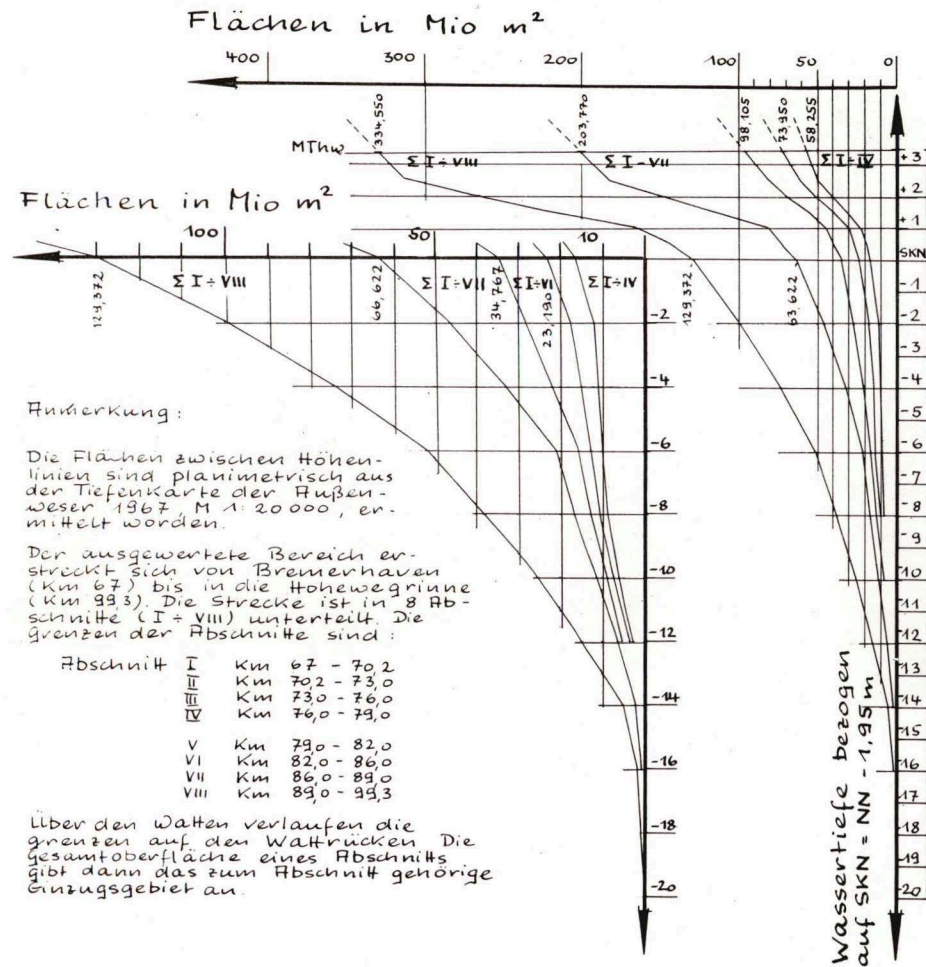 Flächen in Mio m²
400 300 200 100 50 0
334,550 203,770 98,105 73,950 58,255
MThw
Σ I÷VIII Σ I-VII Σ I÷IV
+3
+2
+1
SKN
-1
-2
-3
-4
-5
-6
-7
-8
-9
-10
-11
-12
-13
-14
-15
-16
-17
-18
-19
-20
129,372 63,622
Flächen in Mio m²
100 50 10
Σ I÷VIII Σ I÷VII Σ I÷VI Σ I÷IV
129,372 66,622 34,767 23,190
-2
-4
-6
-8
-10
-12
-14
-16
-18
-20
Anmerkung:
Die Flächen zwischen Höhen-
linien sind planimetrisch aus
der Tiefenkarte der Außen-
weser 1967, M 1:20000, er-
mittelt worden.
Der ausgewertete Bereich er-
streckt sich von Bremerhaven
(Km 67) bis in die Hohewegrinne
(Km 99,3). Die Strecke ist in 8 Ab-
schnitte (I÷VIII) unterteilt. Die
grenzen der Abschnitte sind:
Abschnitt I Km 67 - 70,2
II Km 70,2 - 73,0
III Km 73,0 - 76,0
IV Km 76,0 - 79,0
V Km 79,0 - 82,0
VI Km 82,0 - 86,0
VII Km 86,0 - 89,0
VIII Km 89,0 - 99,3
Über den Watten verlaufen die
grenzen auf den Wattrücken. Die
Gesamtoberfläche eines Abschnitts
gibt dann das zum Abschnitt gehörige
Einzugsgebiet an.
Wassertiefe bezogen
auf SKN = NN - 1,95m